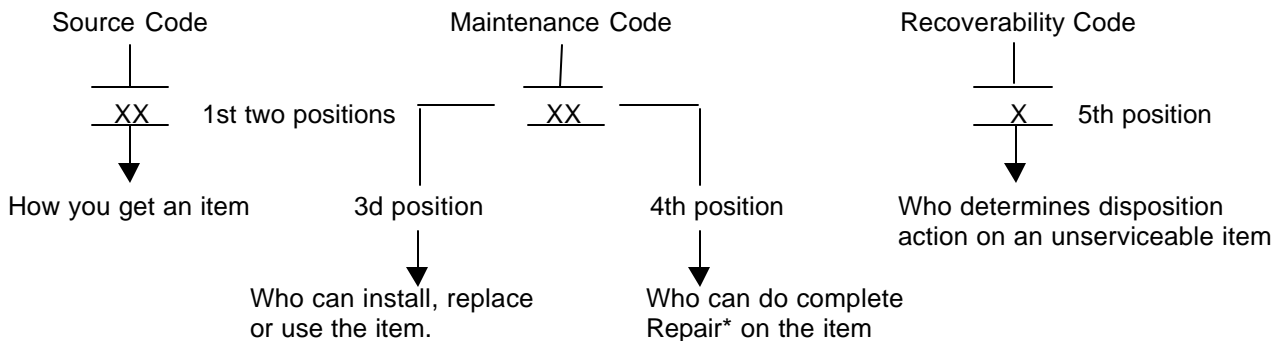 Source Code Maintenance Code Recoverability Code
XX 1st two positions XX X 5th position
How you get an item 3d position 4th position Who determines disposition
action on an unserviceable item
Who can install, replace Who can do complete
or use the item. Repair* on the item